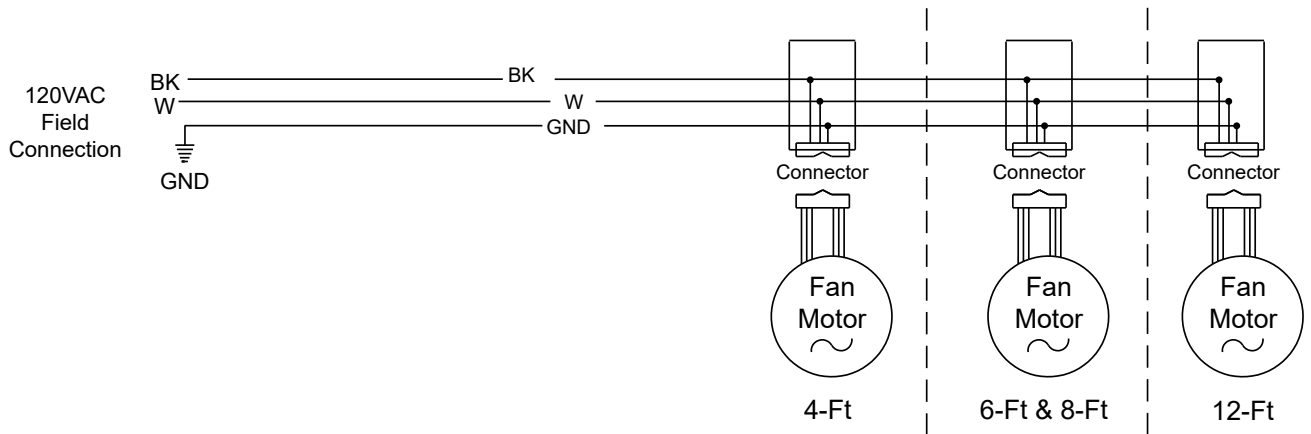 120VAC
Field
Connection
BK
W
GND
BK
W
GND
Connector
Connector
Connector
Fan
Motor
Fan
Motor
Fan
Motor
4-Ft
6-Ft & 8-Ft
12-Ft